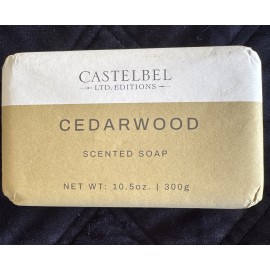 CASTELBEL
LTD. EDITIONS
CEDARWOOD
SCENTED SOAP
NET WT: 10.5oz. | 300g